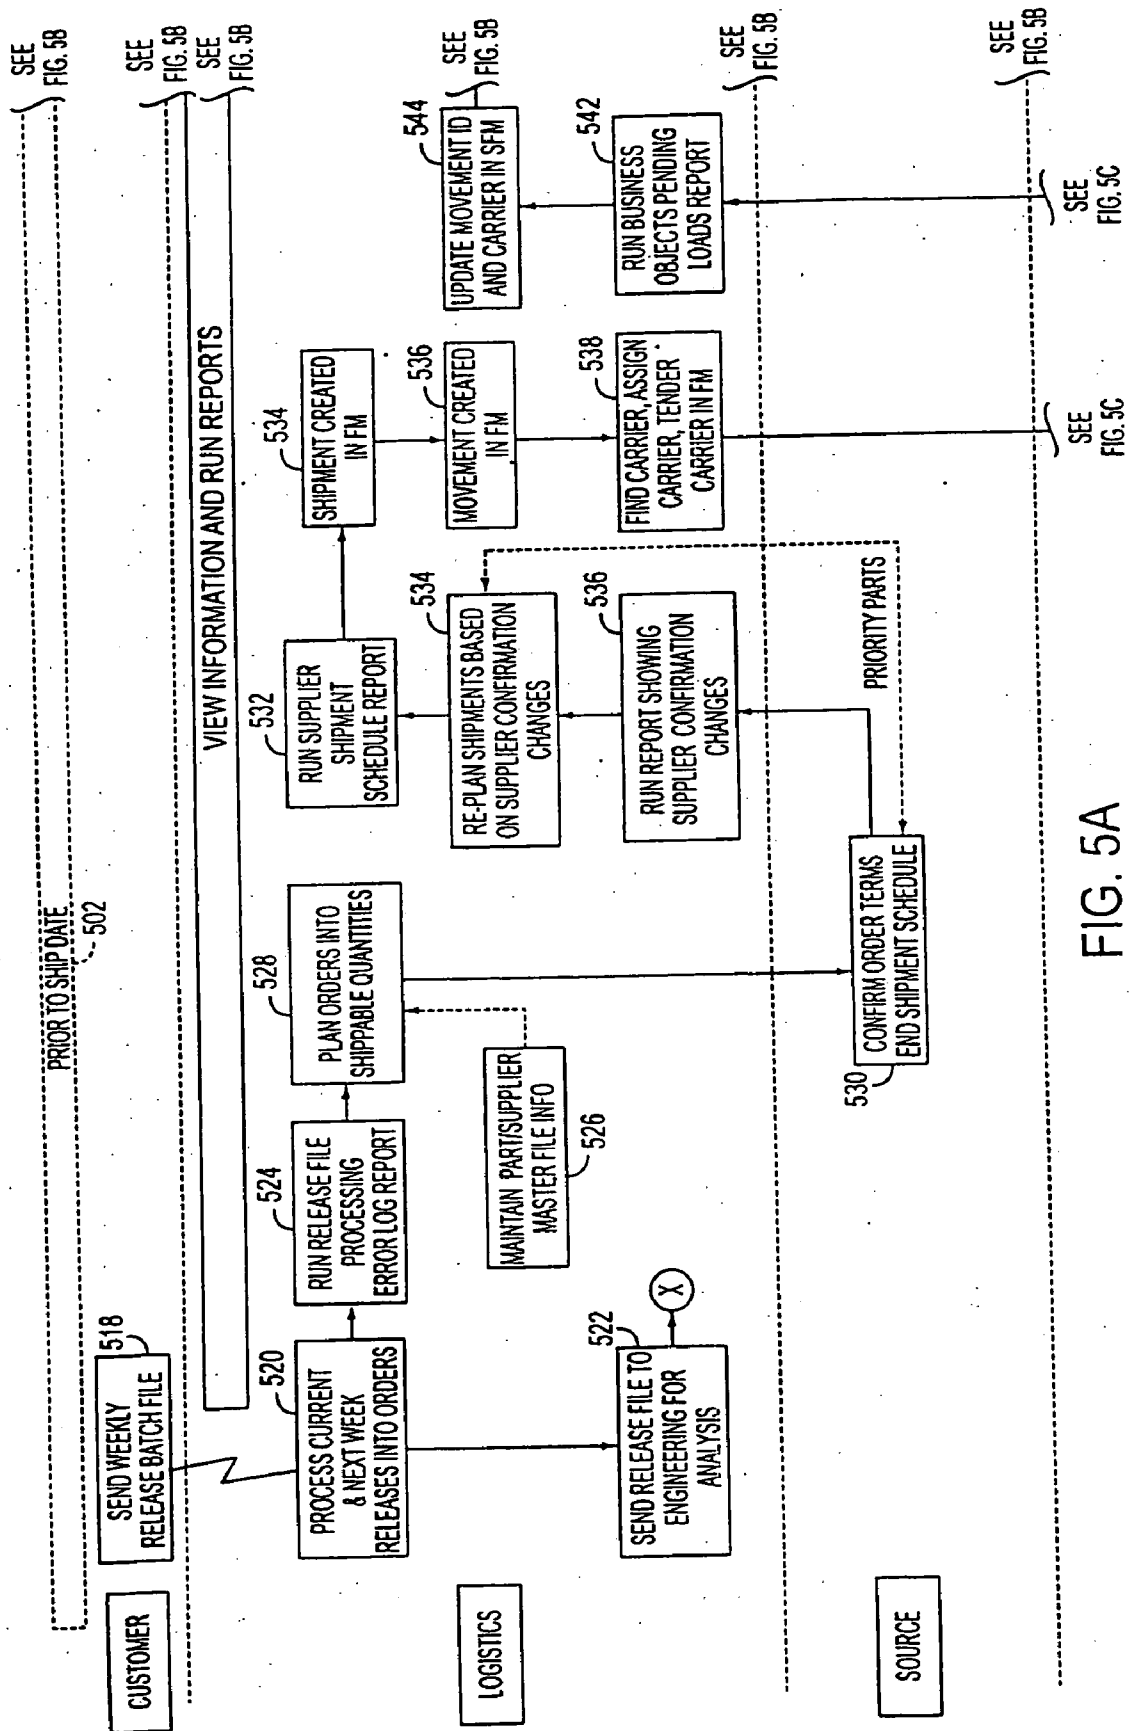 PRIOR TO SHIP DATE
502
SEE
FIG. 5B
CUSTOMER
SEND WEEKLY
RELEASE BATCH FILE
518
SEE
FIG. 5B
VIEW INFORMATION AND RUN REPORTS
SEE
FIG. 5B
LOGISTICS
PROCESS CURRENT
& NEXT WEEK
RELEASES INTO ORDERS
520
RUN RELEASE FILE
PROCESSING
ERROR LOG REPORT
524
PLAN ORDERS INTO
SHIPPABLE QUANTITIES
528
RUN SUPPLIER
SHIPMENT
SCHEDULE REPORT
532
SHIPMENT CREATED
IN FM
534
MAINTAIN PART/SUPPLIER
MASTER FILE INFO
526
RE-PLAN SHIPMENTS BASED
ON SUPPLIER CONFIRMATION
CHANGES
534
MOVEMENT CREATED
IN FM
536
UPDATE MOVEMENT ID
AND CARRIER IN SFM
544
SEE
FIG. 5B
SEND RELEASE FILE TO
ENGINEERING FOR
ANALYSIS
522
X
RUN REPORT SHOWING
SUPPLIER CONFIRMATION
CHANGES
536
FIND CARRIER, ASSIGN
CARRIER, TENDER
CARRIER IN FM
538
RUN BUSINESS
OBJECTS PENDING
LOADS REPORT
542
SEE
FIG. 5B
SOURCE
CONFIRM ORDER TERMS
END SHIPMENT SCHEDULE
530
PRIORITY PARTS
SEE
FIG. 5B
SEE
FIG. 5C
SEE
FIG. 5C
FIG. 5A